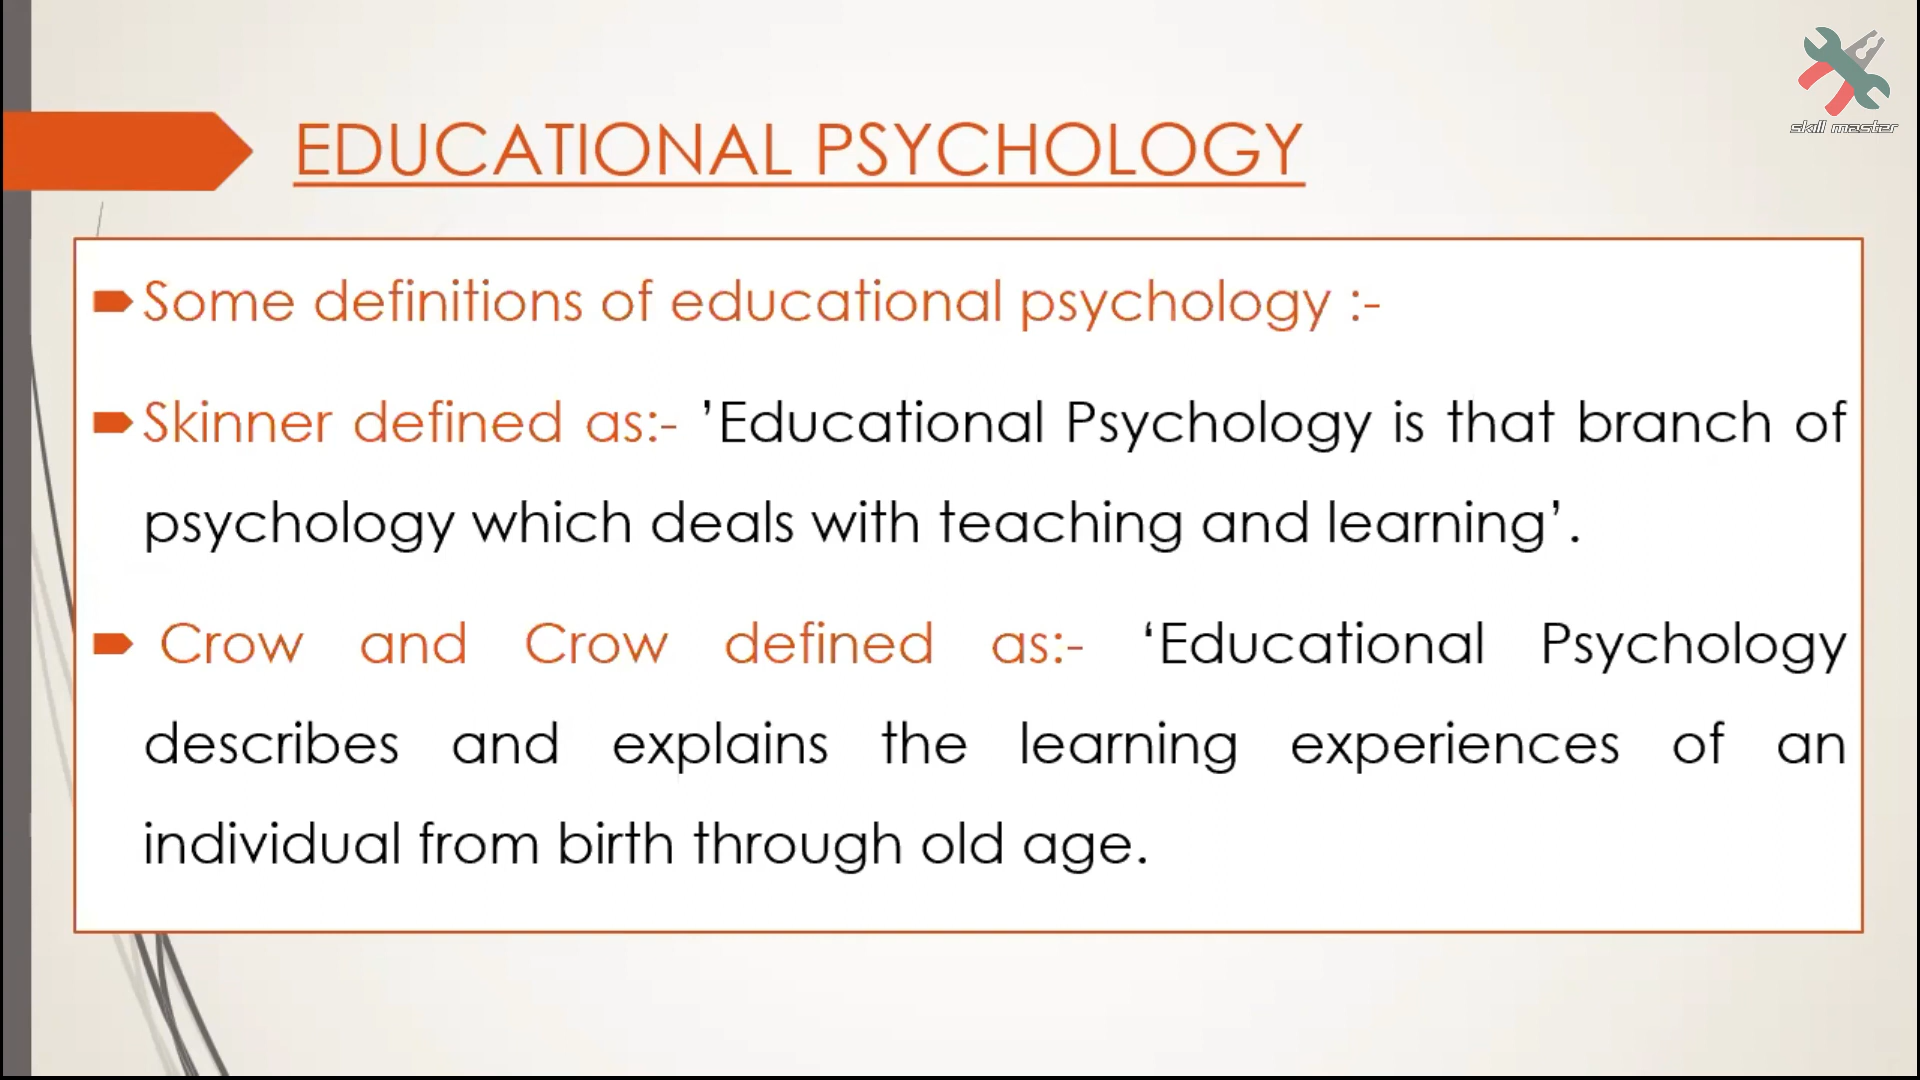 skill master
EDUCATIONAL PSYCHOLOGY
Some definitions of educational psychology :-
Skinner defined as:- ’Educational Psychology is that branch of
psychology which deals with teaching and learning’.
Crow and Crow defined as:- ‘Educational Psychology
describes and explains the learning experiences of an
individual from birth through old age.